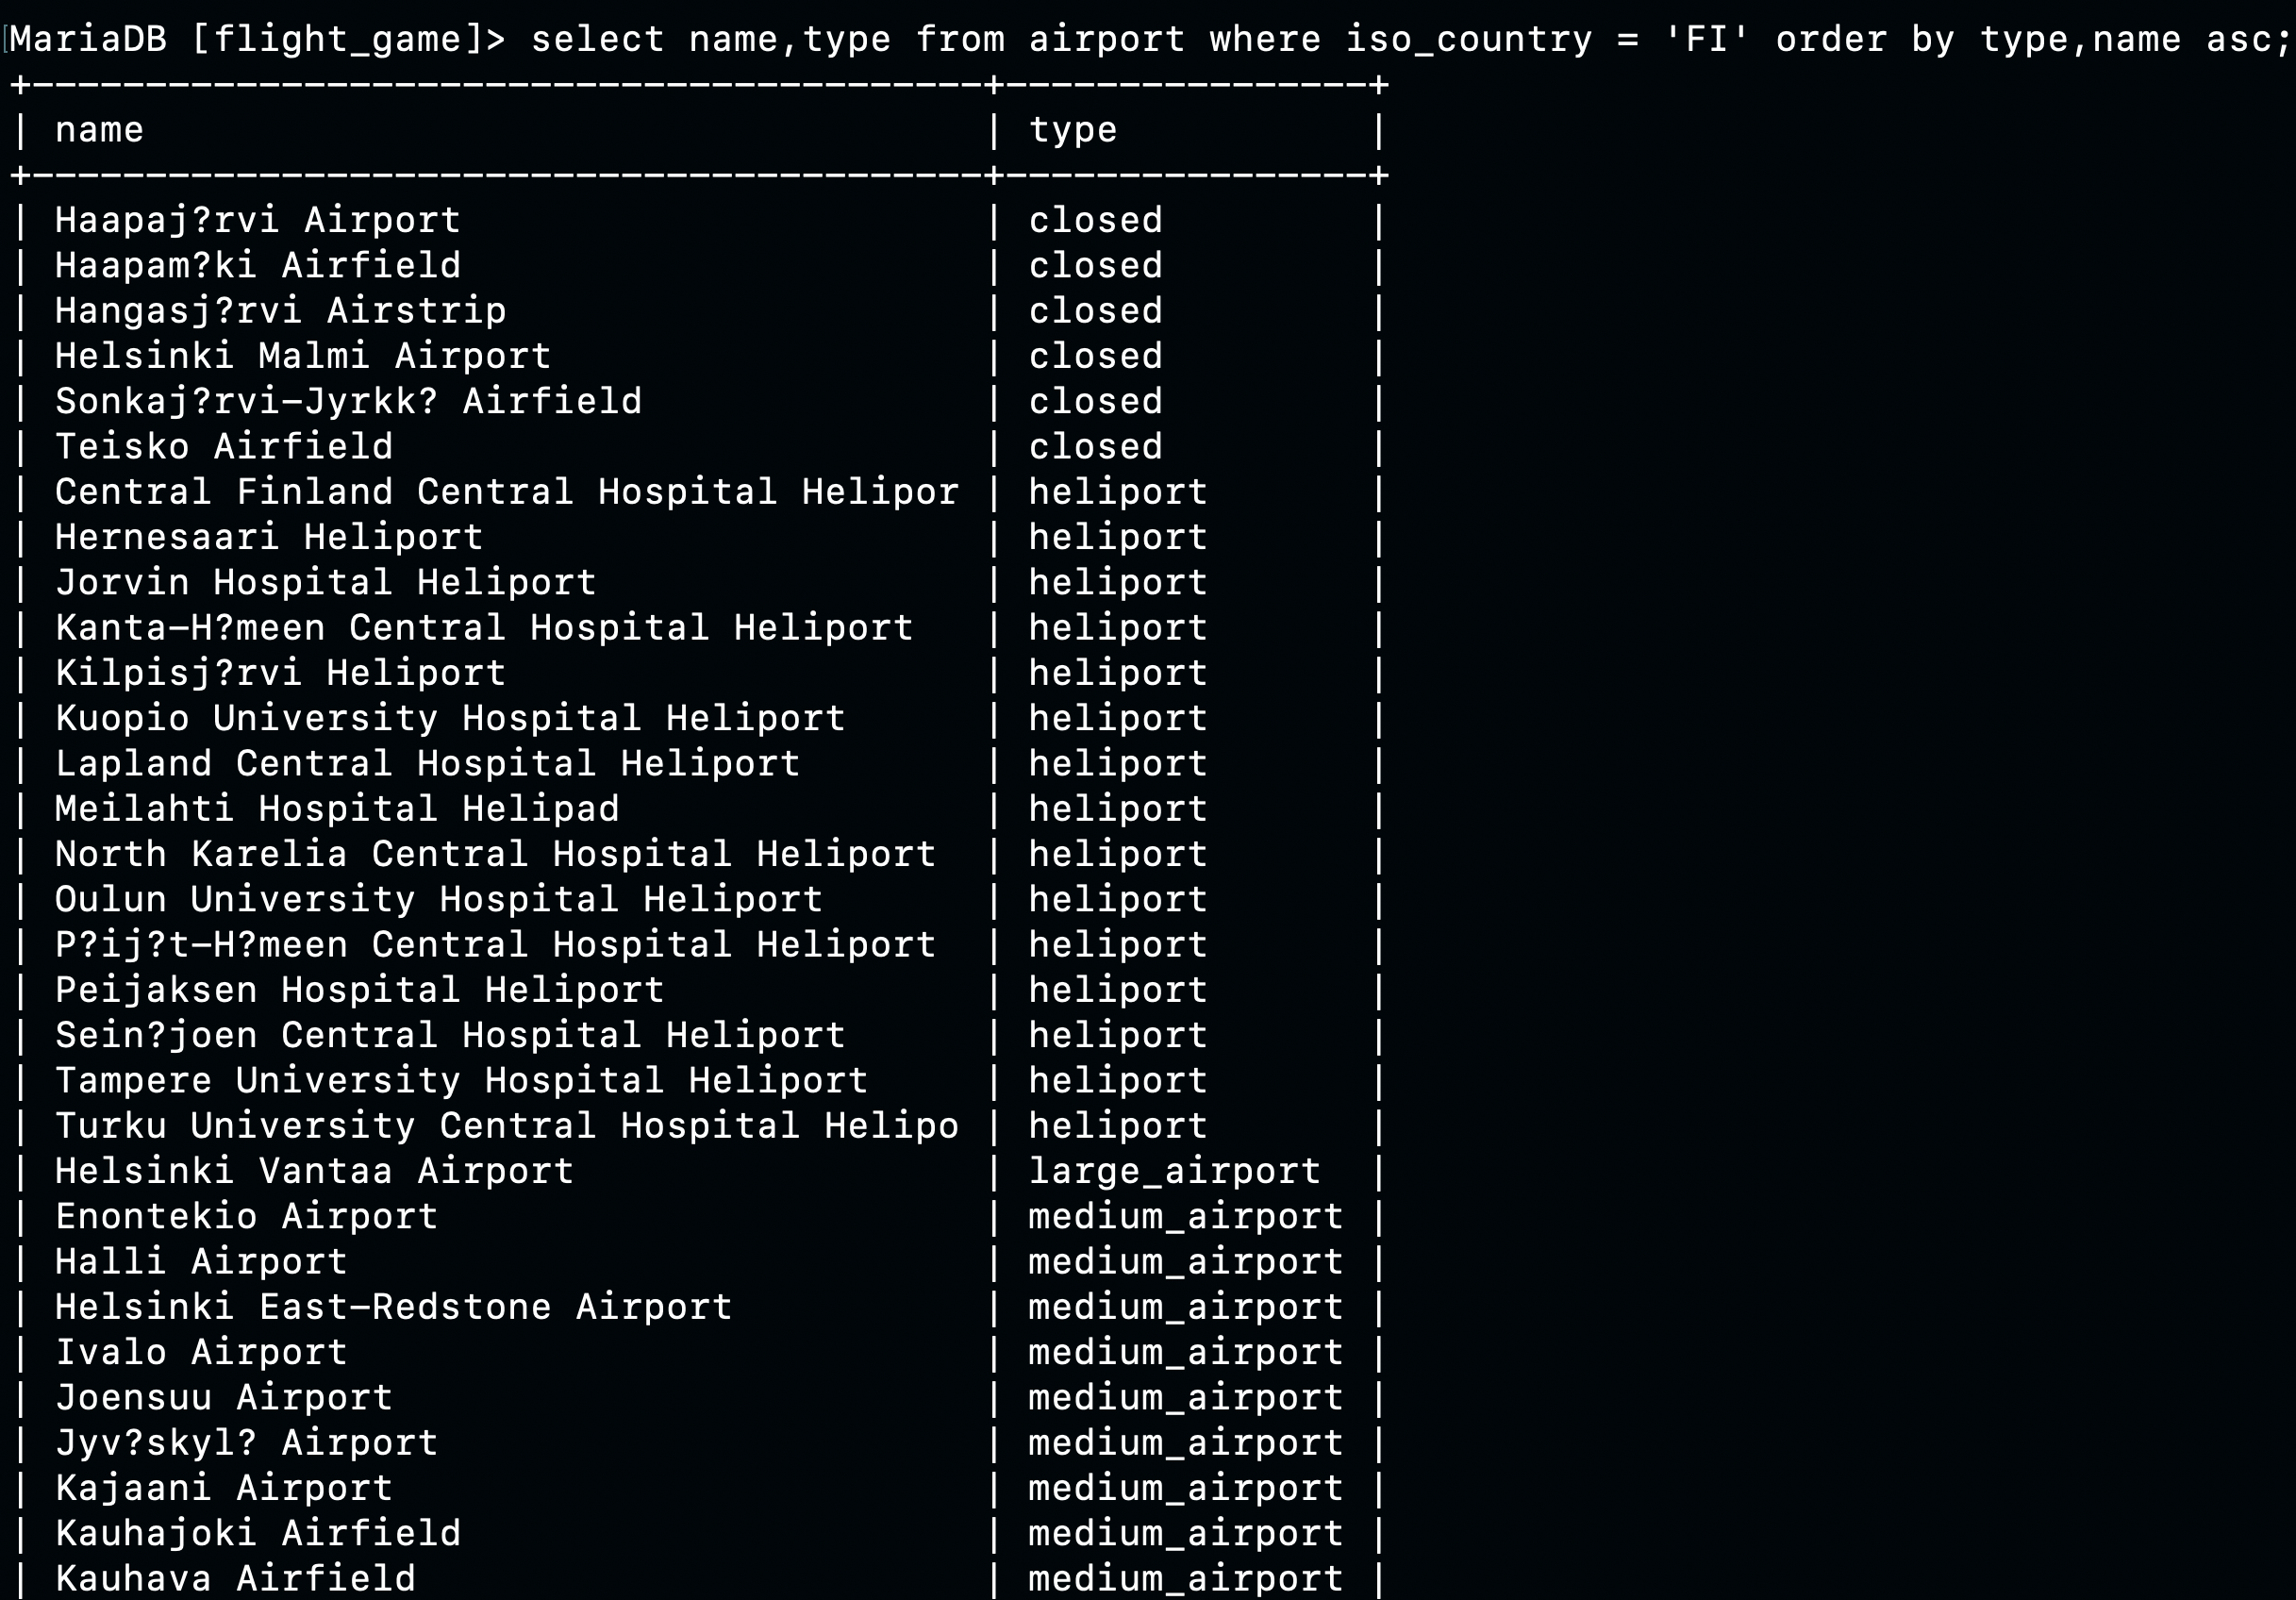 MariaDB [flight_game]> select name,type from airport where iso_country = 'FI' order by type,name asc;
+------------------------------------------+-----------------+
| name                                     | type            |
+------------------------------------------+-----------------+
| Haapaj?rvi Airport                       | closed          |
| Haapam?ki Airfield                       | closed          |
| Hangasj?rvi Airstrip                     | closed          |
| Helsinki Malmi Airport                   | closed          |
| Sonkaj?rvi-Jyrkk? Airfield               | closed          |
| Teisko Airfield                          | closed          |
| Central Finland Central Hospital Helipor | heliport        |
| Hernesaari Heliport                      | heliport        |
| Jorvin Hospital Heliport                 | heliport        |
| Kanta-H?meen Central Hospital Heliport   | heliport        |
| Kilpisj?rvi Heliport                     | heliport        |
| Kuopio University Hospital Heliport      | heliport        |
| Lapland Central Hospital Heliport        | heliport        |
| Meilahti Hospital Helipad                | heliport        |
| North Karelia Central Hospital Heliport  | heliport        |
| Oulun University Hospital Heliport       | heliport        |
| P?ij?t-H?meen Central Hospital Heliport  | heliport        |
| Peijaksen Hospital Heliport              | heliport        |
| Sein?joen Central Hospital Heliport      | heliport        |
| Tampere University Hospital Heliport     | heliport        |
| Turku University Central Hospital Helipo | heliport        |
| Helsinki Vantaa Airport                  | large_airport   |
| Enontekio Airport                        | medium_airport  |
| Halli Airport                            | medium_airport  |
| Helsinki East-Redstone Airport           | medium_airport  |
| Ivalo Airport                            | medium_airport  |
| Joensuu Airport                          | medium_airport  |
| Jyv?skyl? Airport                        | medium_airport  |
| Kajaani Airport                          | medium_airport  |
| Kauhajoki Airfield                       | medium_airport  |
| Kauhava Airfield                         | medium_airport  |